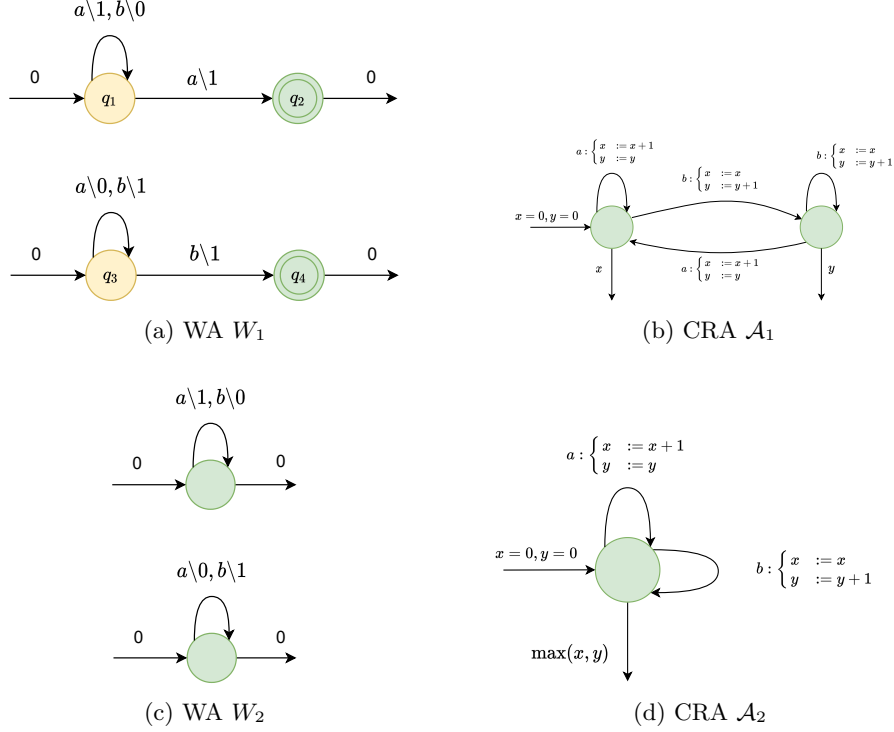 a\1, b\0
0
q₁
a\1
q₂
0
a\0, b\1
0
q₃
b\1
q₄
0
(a) WA W₁
a : { x := x + 1
y := y
b : { x := x
y := y + 1
b : { x := x
y := y + 1
x = 0, y = 0
a : { x := x + 1
y := y
x
y
(b) CRA 𝒜₁
a\1, b\0
0
0
a\0, b\1
0
0
(c) WA W₂
a : { x := x + 1
y := y
x = 0, y = 0
b : { x := x
y := y + 1
max(x, y)
(d) CRA 𝒜₂